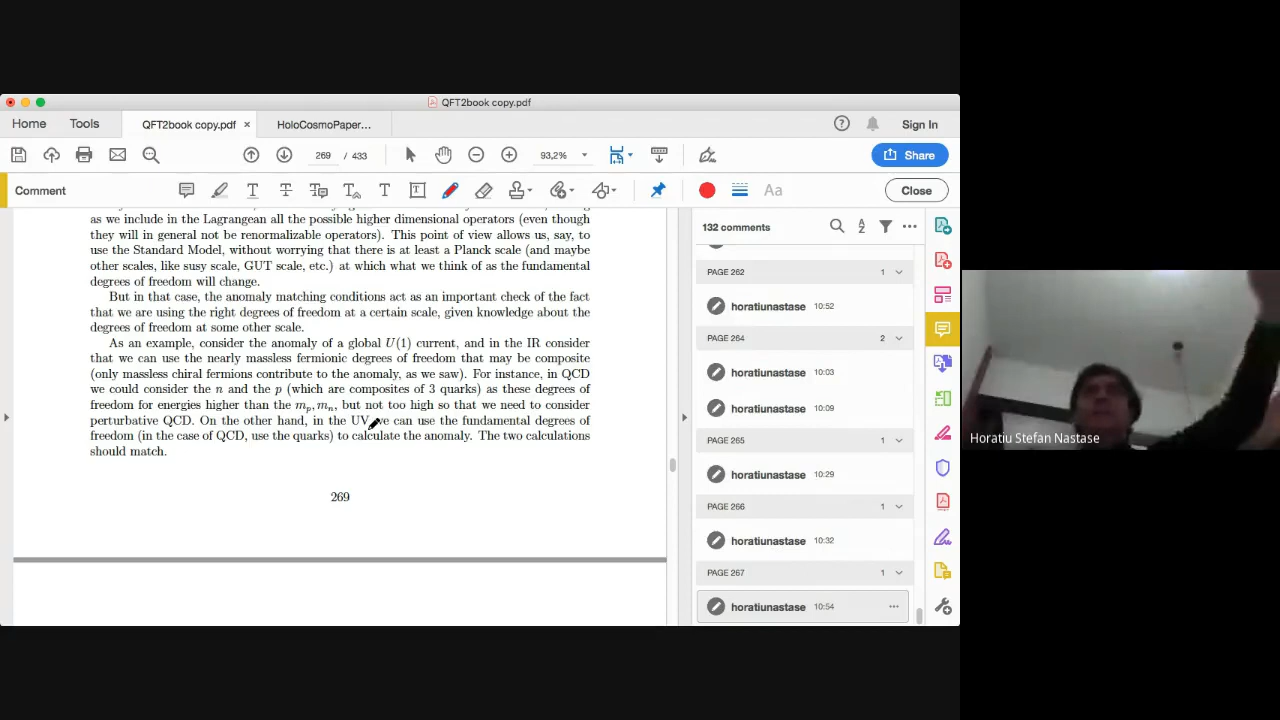 QFT2book copy.pdf
Home Tools QFT2book copy.pdf × HoloCosmoPaper... Sign In
269 / 433 93,2% Share
Comment Aa Close
as we include in the Lagrangean all the possible higher dimensional operators (even though
they will in general not be renormalizable operators). This point of view allows us, say, to
use the Standard Model, without worrying that there is at least a Planck scale (and maybe
other scales, like susy scale, GUT scale, etc.) at which what we think of as the fundamental
degrees of freedom will change.
But in that case, the anomaly matching conditions act as an important check of the fact
that we are using the right degrees of freedom at a certain scale, given knowledge about the
degrees of freedom at some other scale.
As an example, consider the anomaly of a global U(1) current, and in the IR consider
that we can use the nearly massless fermionic degrees of freedom that may be composite
(only massless chiral fermions contribute to the anomaly, as we saw). For instance, in QCD
we could consider the n and the p (which are composites of 3 quarks) as these degrees of
freedom for energies higher than the mₚ, mₙ, but not too high so that we need to consider
perturbative QCD. On the other hand, in the UV we can use the fundamental degrees of
freedom (in the case of QCD, use the quarks) to calculate the anomaly. The two calculations
should match.
269
132 comments
PAGE 262 1
horatiunastase 10:52
PAGE 264 2
horatiunastase 10:03
horatiunastase 10:09
PAGE 265 1
horatiunastase 10:29
PAGE 266 1
horatiunastase 10:32
PAGE 267 1
horatiunastase 10:54
Horatiu Stefan Nastase